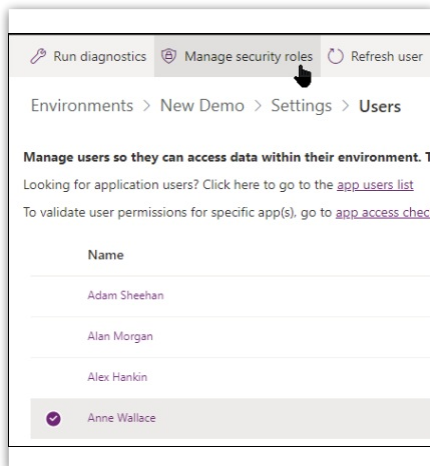 Run diagnostics Manage security roles Refresh user
Environments > New Demo > Settings > Users
Manage users so they can access data within their environment.
Looking for application users? Click here to go to the app users list
To validate user permissions for specific app(s), go to app access
Name
Adam Sheehan
Alan Morgan
Alex Hankin
Anne Wallace